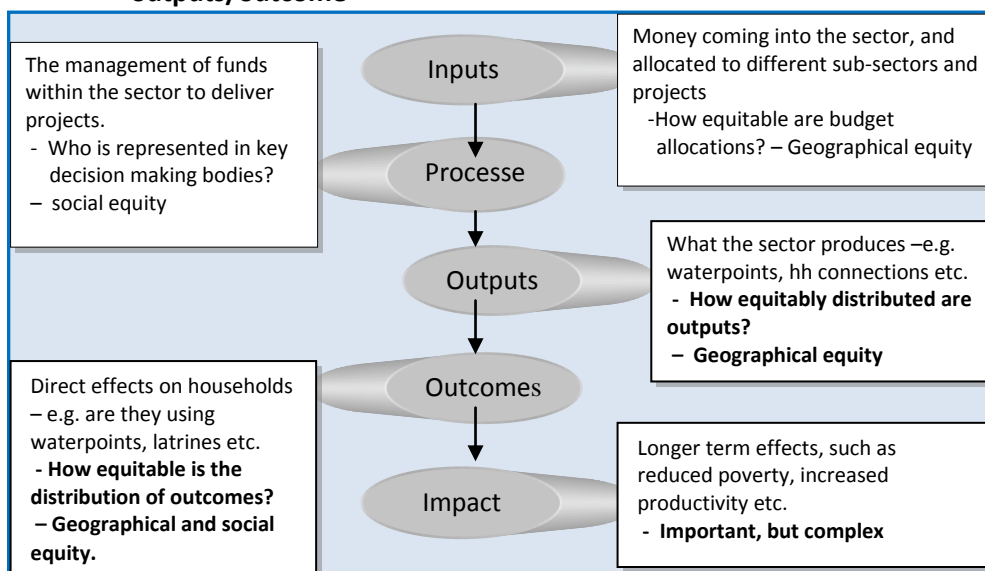 outputs/outcome
Inputs
Money coming into the sector, and
allocated to different sub-sectors and
projects
-How equitable are budget
allocations? – Geographical equity
The management of funds
within the sector to deliver
projects.
- Who is represented in key
decision making bodies?
– social equity
Processe
Outputs
What the sector produces –e.g.
waterpoints, hh connections etc.
- How equitably distributed are
outputs?
– Geographical equity
Direct effects on households
– e.g. are they using
waterpoints, latrines etc.
- How equitable is the
distribution of outcomes?
– Geographical and social
equity.
Outcomes
Impact
Longer term effects, such as
reduced poverty, increased
productivity etc.
- Important, but complex